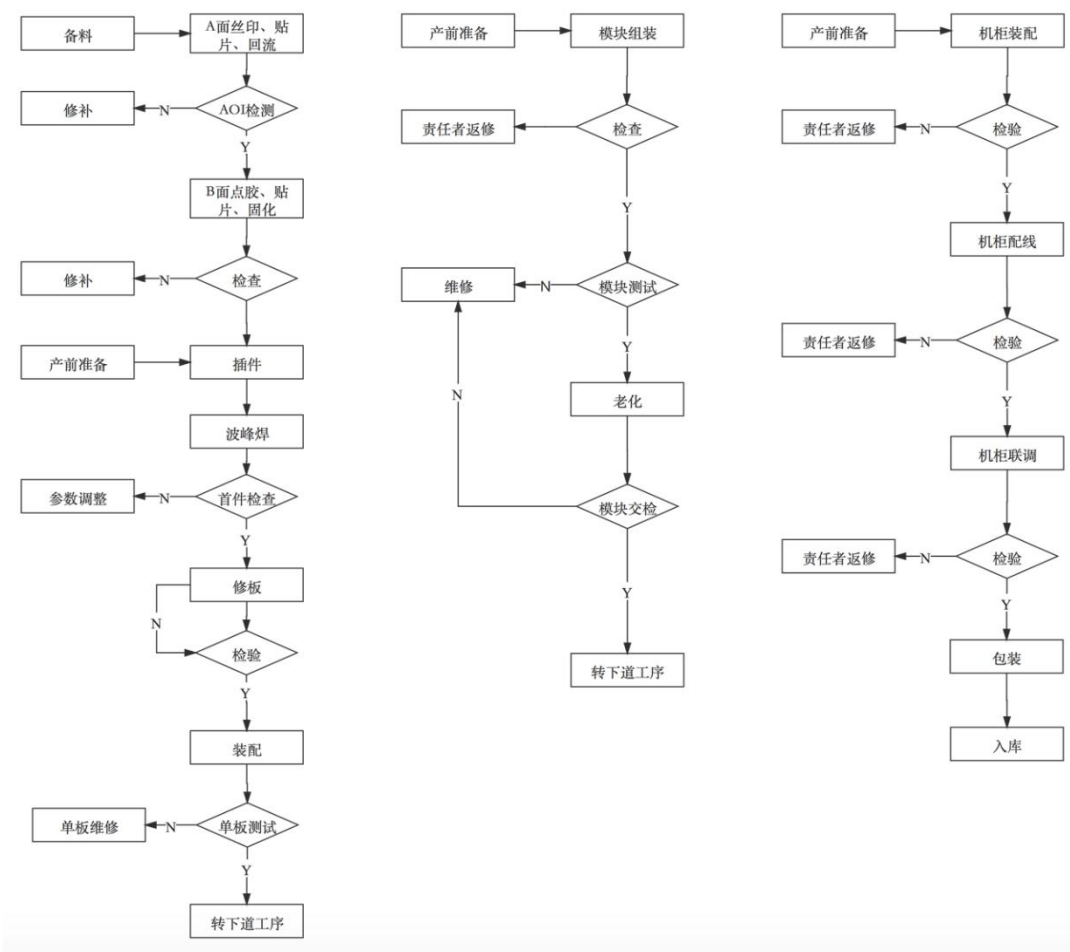 备料
A面丝印、贴
片、回流
修补
N
AOI检测
Y
B面点胶、贴
片、固化
修补
N
检查
产前准备
插件
波峰焊
参数调整
N
首件检查
Y
修板
N
检验
Y
装配
单板维修
N
单板测试
Y
转下道工序
产前准备
模块组装
责任者返修
检查
Y
维修
N
模块测试
Y
老化
N
模块交检
Y
转下道工序
产前准备
机柜装配
责任者返修
N
检验
Y
机柜配线
责任者返修
N
检验
Y
机柜联调
责任者返修
N
检验
Y
包装
入库